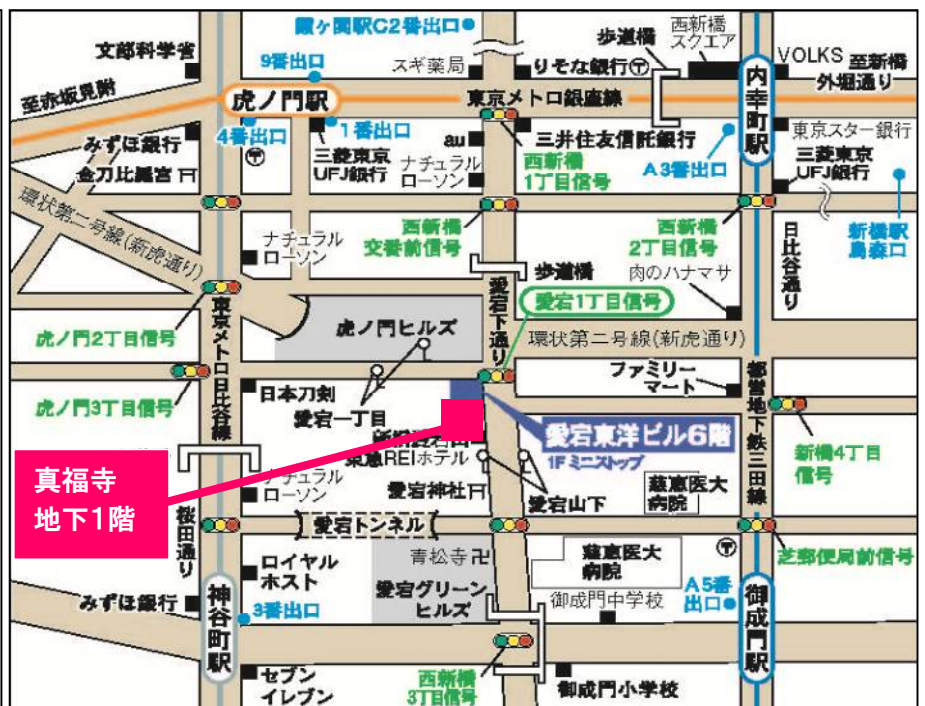 霞ヶ関駅C2番出口
文部科学省
9番出口
スギ薬局
りそな銀行〒
歩道橋
西新橋
スクエア
内幸町駅
VOLKS
至新橋
外堀通り
至赤坂見附
虎ノ門駅
東京メトロ銀座線
みずほ銀行
4番出口
〒
1番出口
三菱東京
UFJ銀行
au
ナチュラル
ローソン
西新橋
1丁目信号
三井住友信託銀行
A3番出口
東京スター銀行
三菱東京
UFJ銀行
金刀比羅宮
環状第二号線(新虎通り)
ナチュラル
ローソン
西新橋
交番前信号
西新橋
2丁目信号
日比谷通り
新橋駅
烏森口
歩道橋
肉のハナマサ
愛宕下通り
愛宕1丁目信号
虎ノ門2丁目信号
東京メトロ日比谷線
虎ノ門ヒルズ
環状第二号線(新虎通り)
ファミリー
マート
都営地下鉄三田線
虎ノ門3丁目信号
日本刀剣
愛宕一丁目
愛宕東洋ビル6階
1F ミニストップ
新橋4丁目
信号
真福寺
地下1階
REIホテル
ナチュラル
ローソン
愛宕神社
愛宕山下
慈恵医大
病院
桜田通り
愛宕トンネル
ロイヤル
ホスト
青松寺卍
慈恵医大
病院
〒
芝郵便局前信号
みずほ銀行
神谷町駅
3番出口
愛宕グリーン
ヒルズ
御成門中学校
A5番
出口
御成門駅
セブン
イレブン
西新橋
3丁目信号
御成門小学校